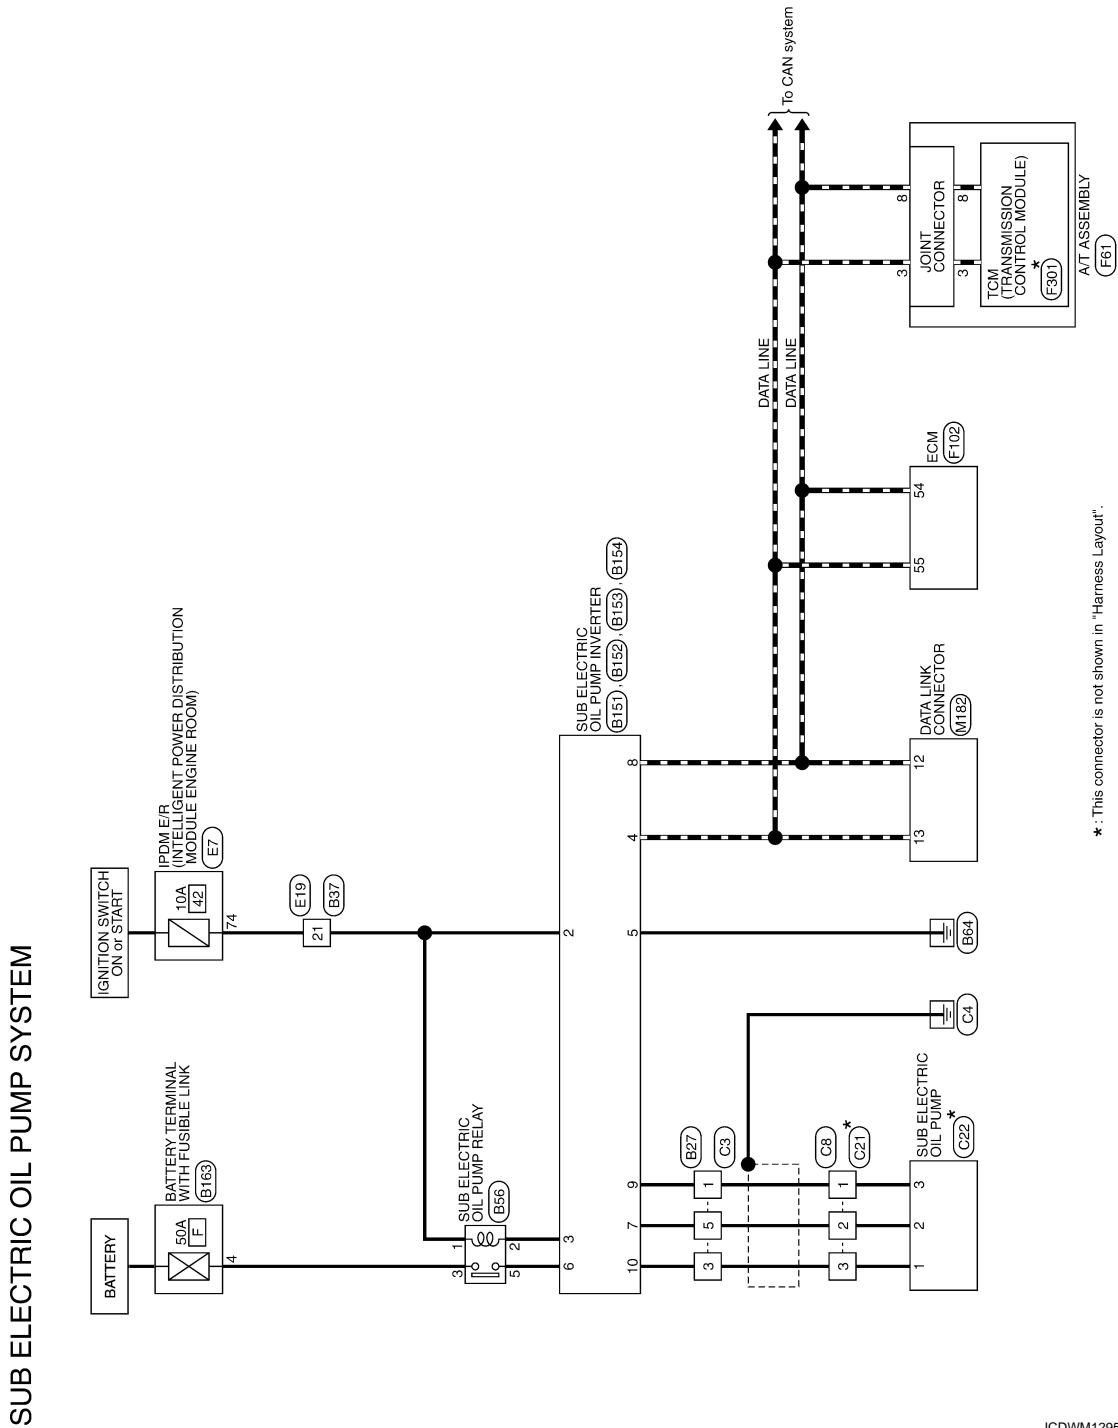 SUB ELECTRIC OIL PUMP SYSTEM
BATTERY
50A
F
BATTERY TERMINAL
WITH FUSIBLE LINK
B163
4
IGNITION SWITCH
ON or START
10A
42
IPDM E/R
(INTELLIGENT POWER DISTRIBUTION
MODULE ENGINE ROOM)
E7
74
21
E19
B37
3
1
5
2
SUB ELECTRIC
OIL PUMP RELAY
B56
6
3
2
SUB ELECTRIC
OIL PUMP INVERTER
B151 , B152 , B153 , B154
10
7
9
5
4
8
3
5
1
B27
C3
3
2
1
C8
C21
*
1
2
3
SUB ELECTRIC
OIL PUMP
*
C22
C4
B64
DATA LINE
DATA LINE
To CAN system
13
12
DATA LINK
CONNECTOR
M182
55
54
ECM
F102
3
8
JOINT
CONNECTOR
3
8
TCM
(TRANSMISSION
CONTROL MODULE)
*
F301
A/T ASSEMBLY
F61
* : This connector is not shown in "Harness Layout".